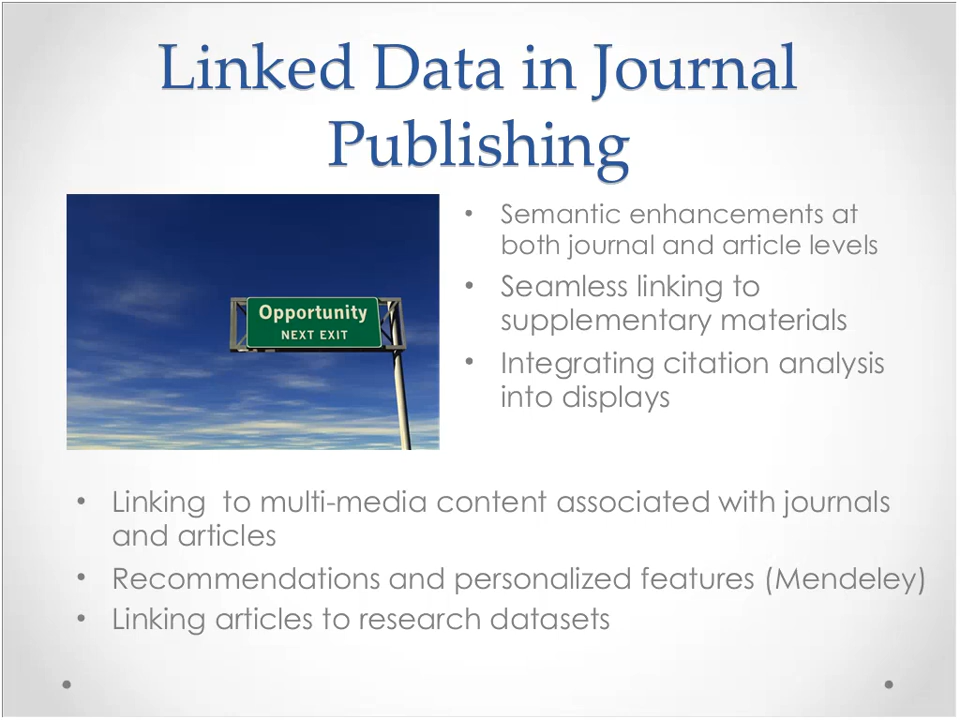 Linked Data in Journal
Publishing
Opportunity
NEXT EXIT
• Semantic enhancements at
both journal and article levels
• Seamless linking to
supplementary materials
• Integrating citation analysis
into displays
• Linking  to multi-media content associated with journals
and articles
• Recommendations and personalized features (Mendeley)
• Linking articles to research datasets